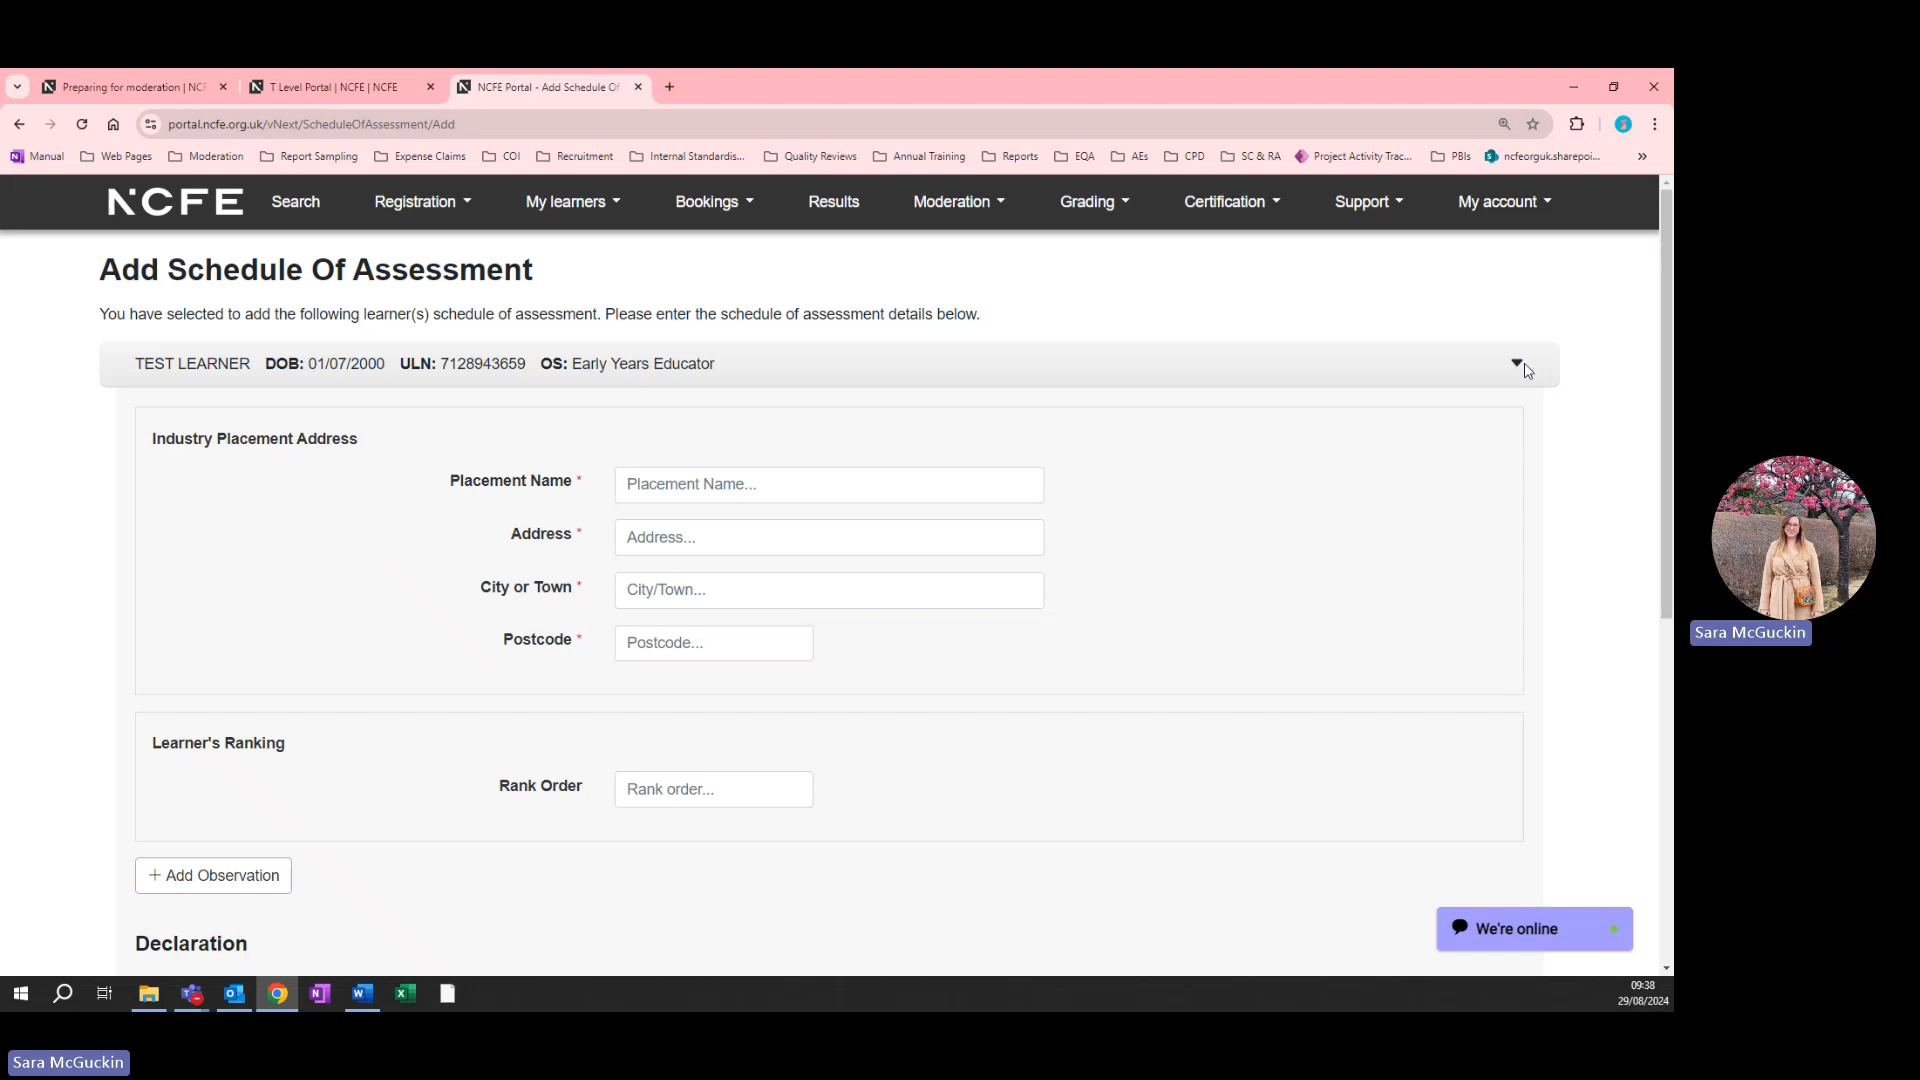 Preparing for moderation | NCF
T Level Portal | NCFE | NCFE
NCFE Portal - Add Schedule Of
portal.ncfe.org.uk/vNext/ScheduleOfAssessment/Add
Manual Web Pages Moderation Report Sampling Expense Claims COI Recruitment Internal Standardis... Quality Reviews Annual Training Reports EQA AEs CPD SC & RA Project Activity Trac... PBIs ncfeorguk.sharepoi...
NCFE Search Registration My learners Bookings Results Moderation Grading Certification Support My account
Add Schedule Of Assessment
You have selected to add the following learner(s) schedule of assessment. Please enter the schedule of assessment details below.
TEST LEARNER DOB: 01/07/2000 ULN: 7128943659 OS: Early Years Educator
Industry Placement Address
Placement Name * Placement Name...
Address * Address...
City or Town * City/Town...
Postcode * Postcode...
Learner's Ranking
Rank Order Rank order...
+ Add Observation
Declaration
We're online
09:38
29/08/2024
Sara McGuckin
Sara McGuckin